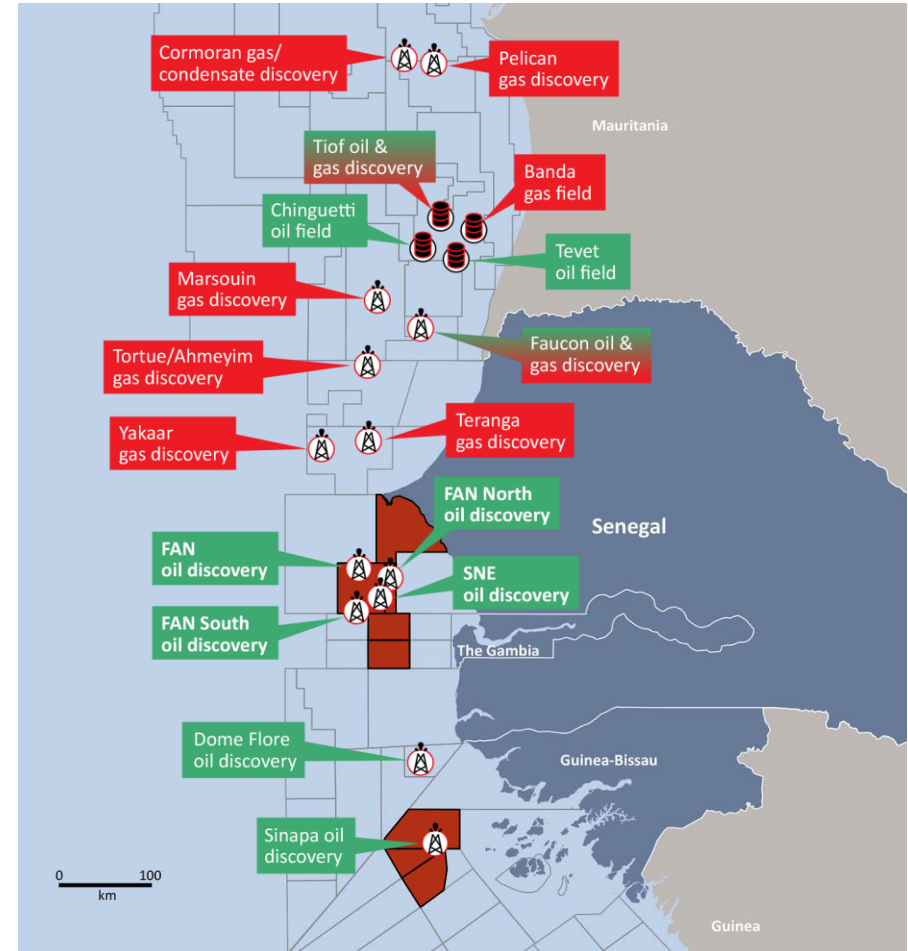 Cormoran gas/
condensate discovery
Pelican
gas discovery
Mauritania
Tiof oil &
gas discovery
Banda
gas field
Chinguetti
oil field
Tevet
oil field
Marsouin
gas discovery
Faucon oil &
gas discovery
Tortue/Ahmeyim
gas discovery
Yakaar
gas discovery
Teranga
gas discovery
FAN North
oil discovery
Senegal
FAN
oil discovery
SNE
oil discovery
FAN South
oil discovery
The Gambia
Dome Flore
oil discovery
Guinea-Bissau
Sinapa oil
discovery
0 100
km
Guinea